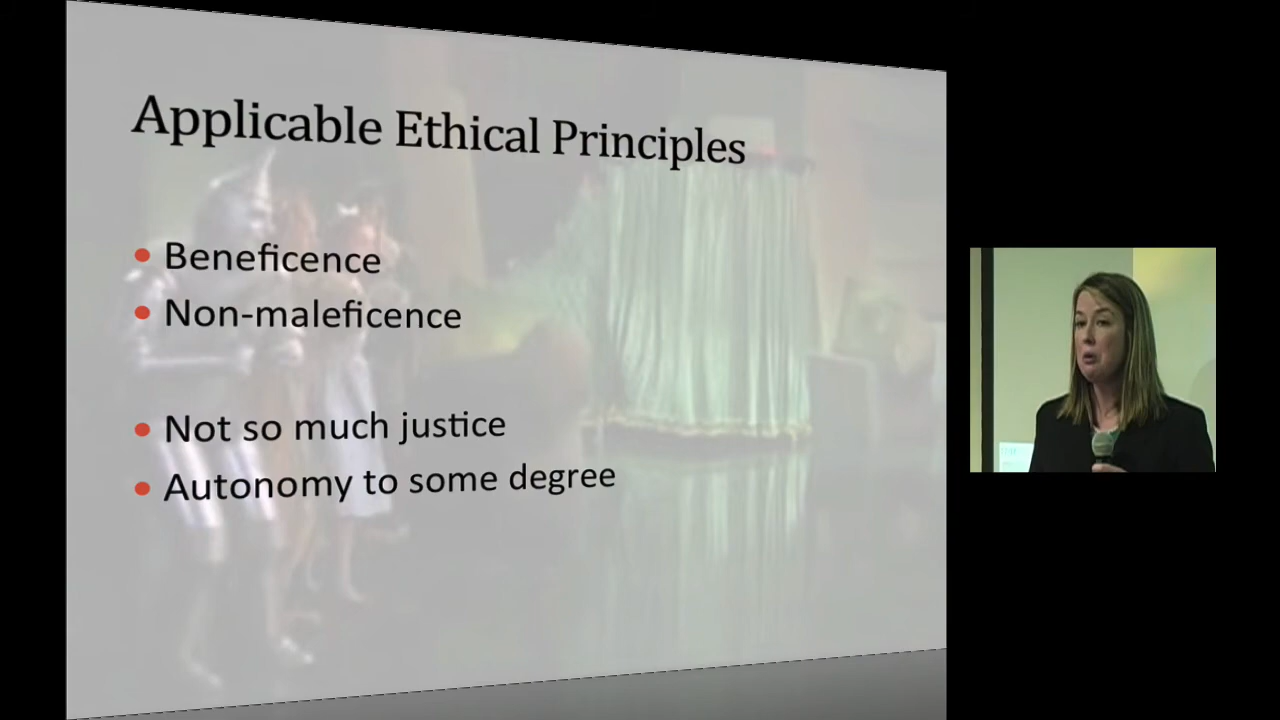 Applicable Ethical Principles
Beneficence
Non-maleficence
Not so much justice
Autonomy to some degree